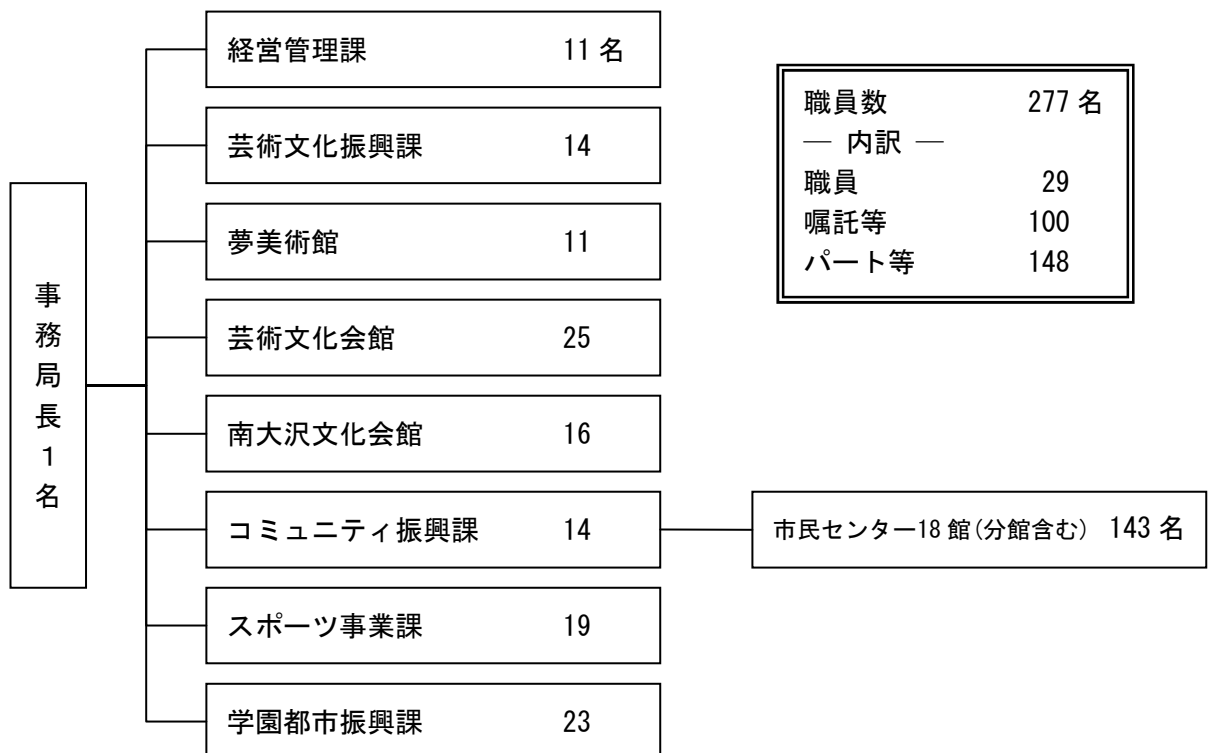 事務局長1名
経営管理課 11名
芸術文化振興課 14
夢美術館 11
芸術文化会館 25
南大沢文化会館 16
コミュニティ振興課 14
市民センター18館(分館含む) 143名
スポーツ事業課 19
学園都市振興課 23
職員数 277名
― 内訳 ―
職員 29
嘱託等 100
パート等 148